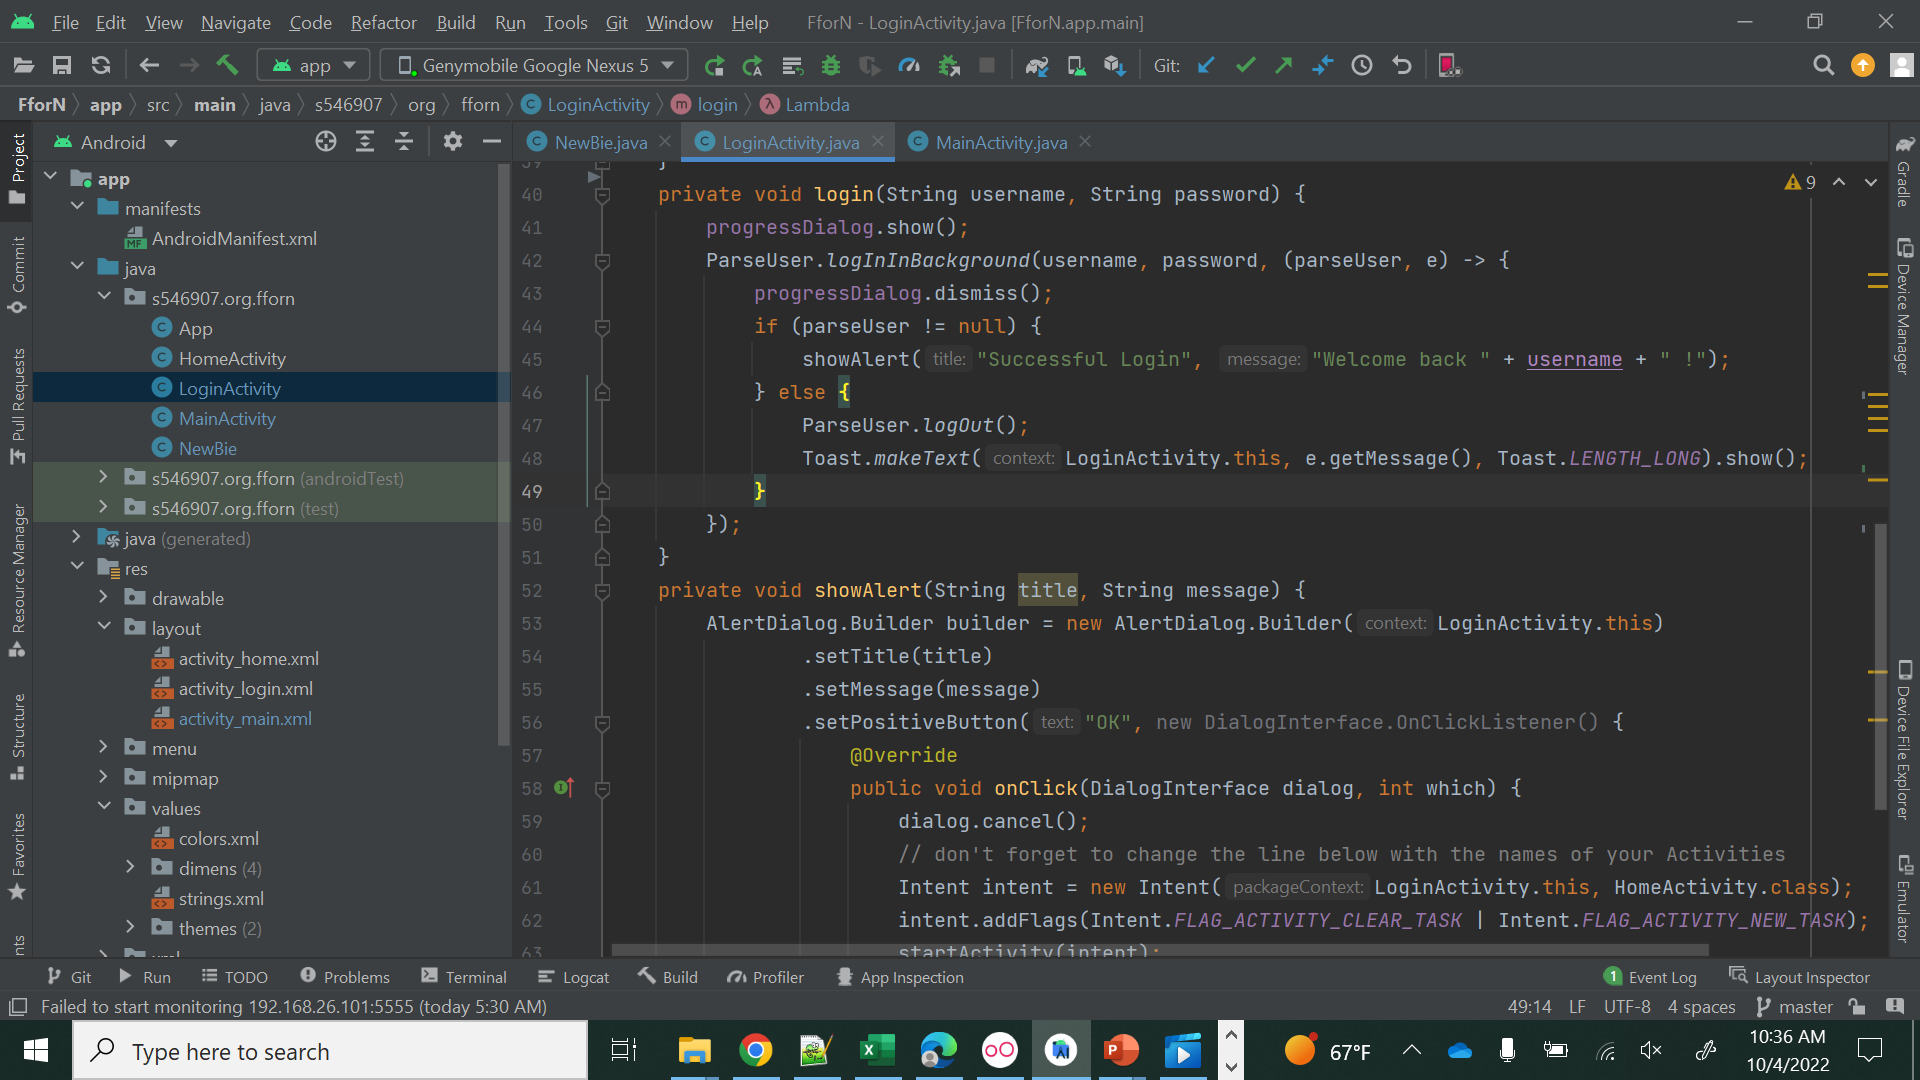 File Edit View Navigate Code Refactor Build Run Tools Git Window Help FforN - LoginActivity.java [FforN.app.main]
app Genymobile Google Nexus 5 Git:
FforN app src main java s546907 org fforn LoginActivity login Lambda
Project
Commit
Pull Requests
Resource Manager
Structure
Favorites
Android
app
manifests
AndroidManifest.xml
java
s546907.org.fforn
App
HomeActivity
LoginActivity
MainActivity
NewBie
s546907.org.fforn (androidTest)
s546907.org.fforn (test)
java (generated)
res
drawable
layout
activity_home.xml
activity_login.xml
activity_main.xml
menu
mipmap
values
colors.xml
dimens (4)
strings.xml
themes (2)
NewBie.java LoginActivity.java MainActivity.java
9
39 }
40 private void login(String username, String password) {
41 progressDialog.show();
42 ParseUser.logInInBackground(username, password, (parseUser, e) -> {
43 progressDialog.dismiss();
44 if (parseUser != null) {
45 showAlert( title: "Successful Login", message: "Welcome back " + username + " !");
46 } else {
47 ParseUser.logOut();
48 Toast.makeText( context: LoginActivity.this, e.getMessage(), Toast.LENGTH_LONG).show();
49 }
50 });
51 }
52 private void showAlert(String title, String message) {
53 AlertDialog.Builder builder = new AlertDialog.Builder( context: LoginActivity.this)
54 .setTitle(title)
55 .setMessage(message)
56 .setPositiveButton( text: "OK", new DialogInterface.OnClickListener() {
57 @Override
58 public void onClick(DialogInterface dialog, int which) {
59 dialog.cancel();
60 // don't forget to change the line below with the names of your Activities
61 Intent intent = new Intent( packageContext: LoginActivity.this, HomeActivity.class);
62 intent.addFlags(Intent.FLAG_ACTIVITY_CLEAR_TASK | Intent.FLAG_ACTIVITY_NEW_TASK);
63 startActivity(intent);
Gradle
Device Manager
Device File Explorer
Emulator
Git Run TODO Problems Terminal Logcat Build Profiler App Inspection 1 Event Log Layout Inspector
Failed to start monitoring 192.168.26.101:5555 (today 5:30 AM) 49:14 LF UTF-8 4 spaces master
Type here to search 67°F 10:36 AM
10/4/2022